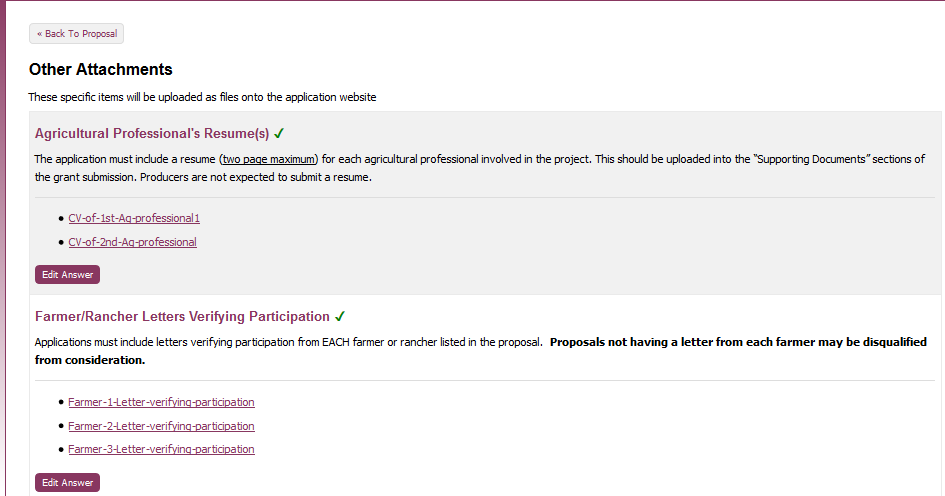 « Back To Proposal
Other Attachments
These specific items will be uploaded as files onto the application website
Agricultural Professional's Resume(s) ✓
The application must include a resume (two page maximum) for each agricultural professional involved in the project. This should be uploaded into the "Supporting Documents" sections of
the grant submission. Producers are not expected to submit a resume.
• CV-of-1st-Ag-professional1
• CV-of-2nd-Ag-professional
Edit Answer
Farmer/Rancher Letters Verifying Participation ✓
Applications must include letters verifying participation from EACH farmer or rancher listed in the proposal. Proposals not having a letter from each farmer may be disqualified
from consideration.
• Farmer-1-Letter-verifying-participation
• Farmer-2-Letter-verifying-participation
• Farmer-3-Letter-verifying-participation
Edit Answer